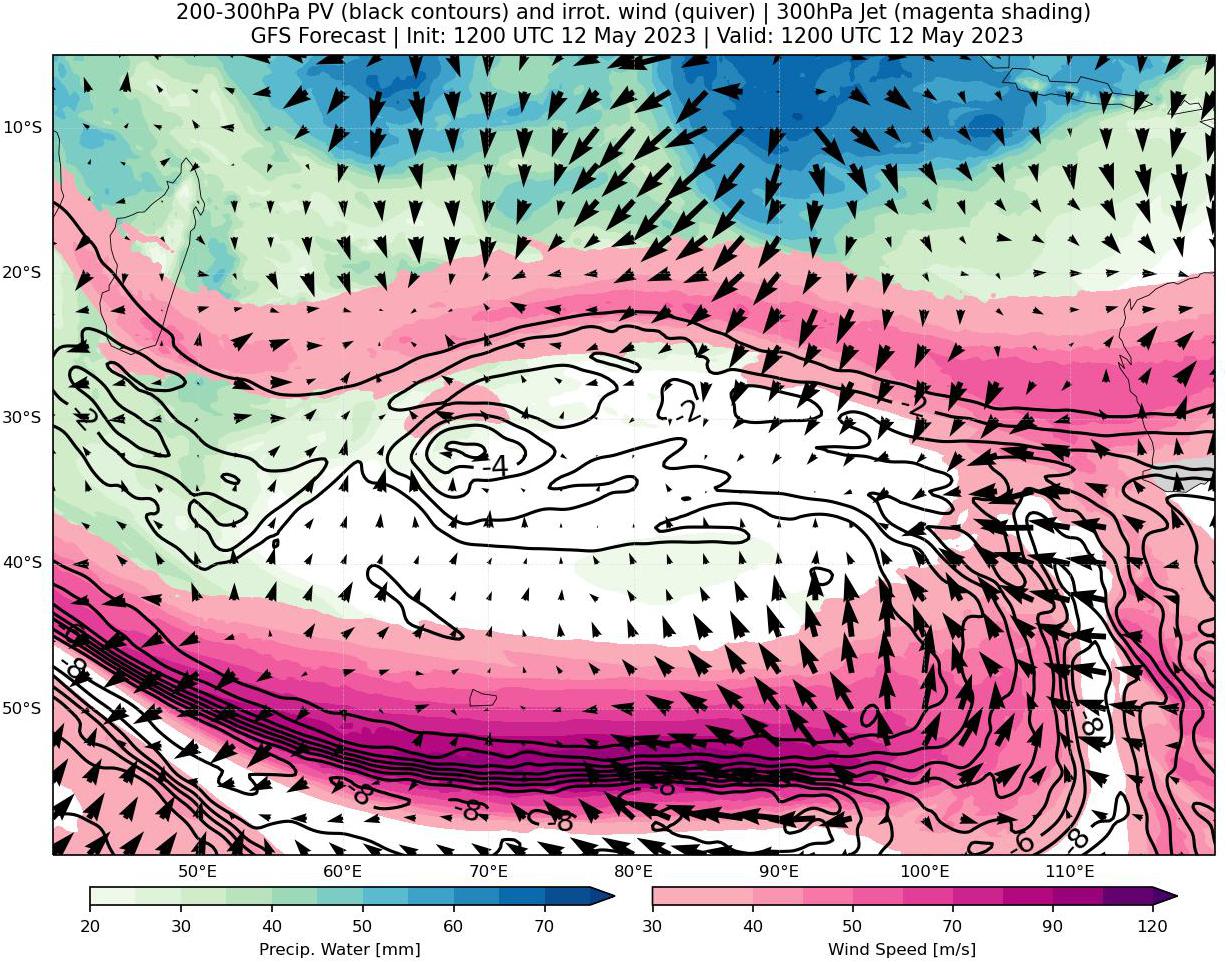 200-300hPa PV (black contours) and irrot. wind (quiver) | 300hPa Jet (magenta shading)
GFS Forecast | Init: 1200 UTC 12 May 2023 | Valid: 1200 UTC 12 May 2023
10°S
20°S
-2
-2
30°S
-4
40°S
-8
50°S
-8
-8
-8
-8
-8
-6
-8
50°E 60°E 70°E 80°E 90°E 100°E 110°E
20 30 40 50 60 70
30 40 50 70 90 120
Precip. Water [mm]
Wind Speed [m/s]